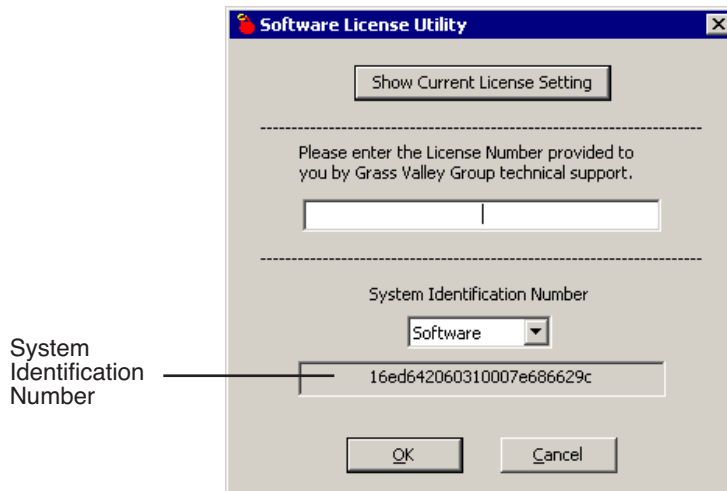 Software License Utility
Show Current License Setting
Please enter the License Number provided to
you by Grass Valley Group technical support.
System Identification Number
Software
System
Identification
Number
16ed642060310007e686629c
OK
Cancel